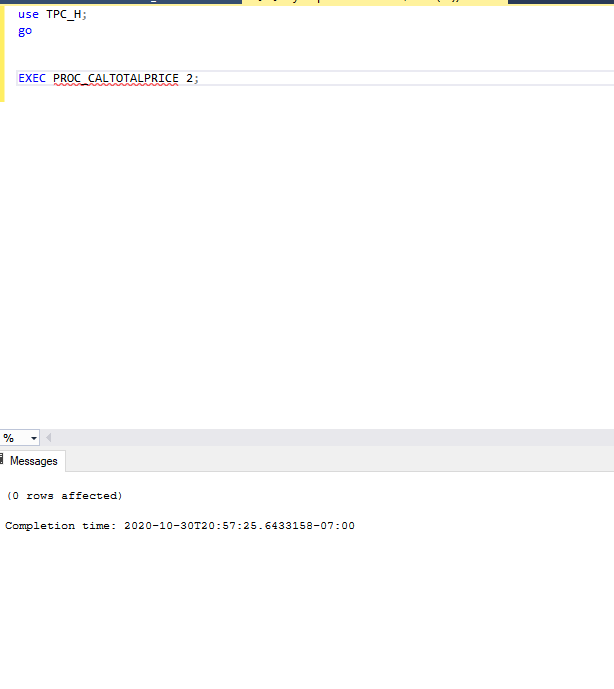 use TPC_H;
go
EXEC PROC_CALTOTALPRICE 2;
%
Messages
(0 rows affected)
Completion time: 2020-10-30T20:57:25.6433158-07:00